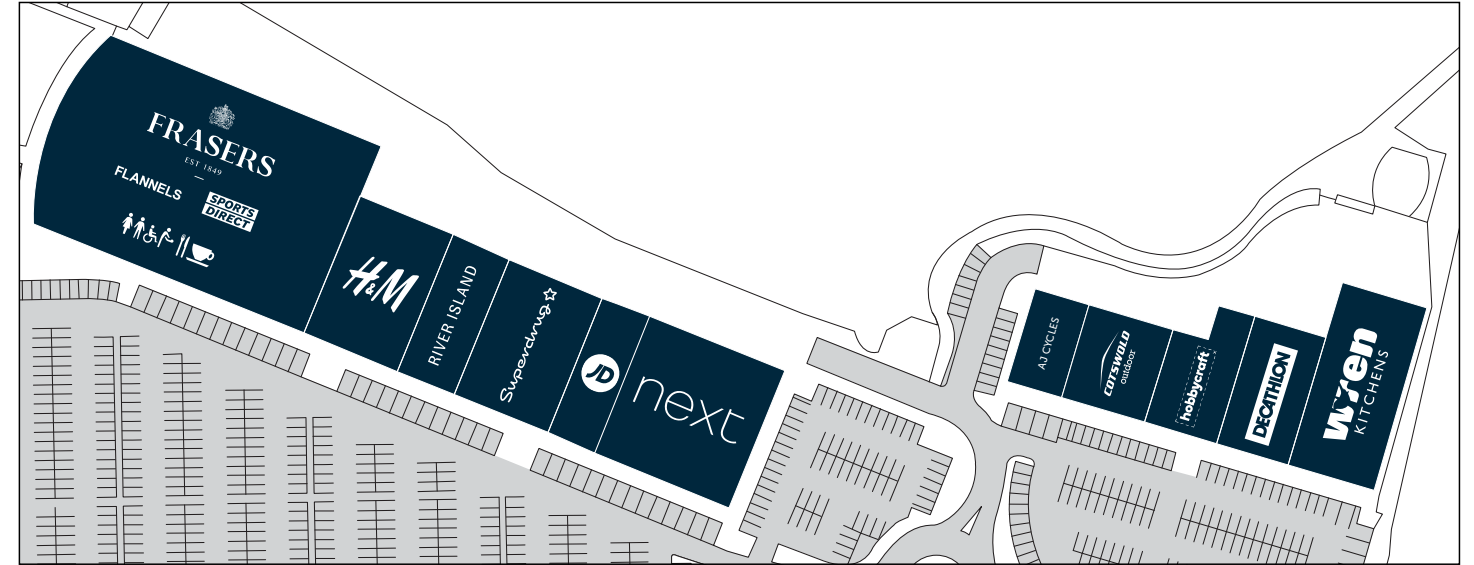 FRASERS
EST 1849
FLANNELS
SPORTS
DIRECT
H&M
RIVER ISLAND
Superdrug
JD
next
AJ CYCLES
COTSWOLD
outdoor
hobbycraft
DECATHLON
wren
KITCHENS